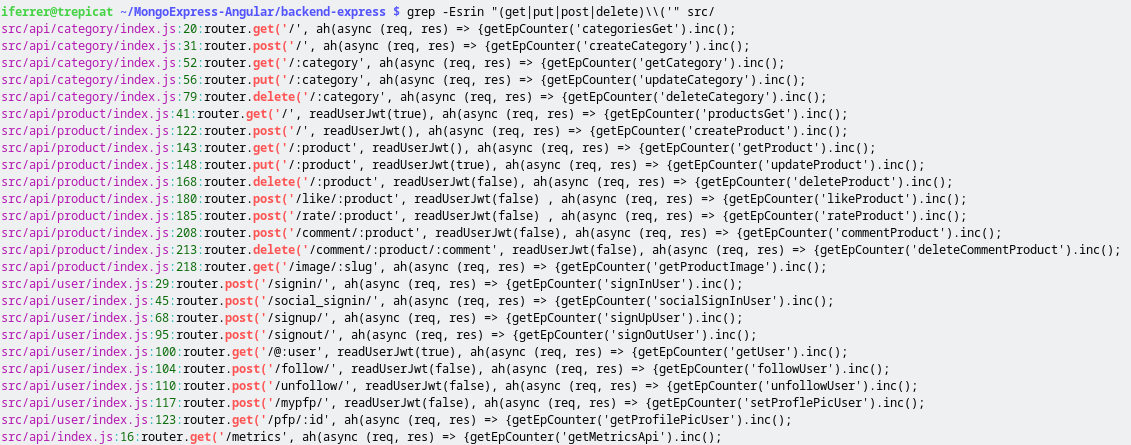 iferrer@trepicat ~/MongoExpress-Angular/backend-express $ grep -Esrin "(get|put|post|delete)\\('" src/
src/api/category/index.js:20:router.get('/', ah(async (req, res) => {getEpCounter('categoriesGet').inc();
src/api/category/index.js:31:router.post('/', ah(async (req, res) => {getEpCounter('createCategory').inc();
src/api/category/index.js:52:router.get('/:category', ah(async (req, res) => {getEpCounter('getCategory').inc();
src/api/category/index.js:56:router.put('/:category', ah(async (req, res) => {getEpCounter('updateCategory').inc();
src/api/category/index.js:79:router.delete('/:category', ah(async (req, res) => {getEpCounter('deleteCategory').inc();
src/api/product/index.js:41:router.get('/', readUserJwt(true), ah(async (req, res) => {getEpCounter('productsGet').inc();
src/api/product/index.js:122:router.post('/', readUserJwt(), ah(async (req, res) => {getEpCounter('createProduct').inc();
src/api/product/index.js:143:router.get('/:product', readUserJwt(), ah(async (req, res) => {getEpCounter('getProduct').inc();
src/api/product/index.js:148:router.put('/:product', readUserJwt(true), ah(async (req, res) => {getEpCounter('updateProduct').inc();
src/api/product/index.js:168:router.delete('/:product', readUserJwt(false), ah(async (req, res) => {getEpCounter('deleteProduct').inc();
src/api/product/index.js:180:router.post('/like/:product', readUserJwt(false) , ah(async (req, res) => {getEpCounter('likeProduct').inc();
src/api/product/index.js:185:router.post('/rate/:product', readUserJwt(false) , ah(async (req, res) => {getEpCounter('rateProduct').inc();
src/api/product/index.js:208:router.post('/comment/:product', readUserJwt(false), ah(async (req, res) => {getEpCounter('commentProduct').inc();
src/api/product/index.js:213:router.delete('/comment/:product/:comment', readUserJwt(false), ah(async (req, res) => {getEpCounter('deleteCommentProduct').inc();
src/api/product/index.js:218:router.get('/image/:slug', ah(async (req, res) => {getEpCounter('getProductImage').inc();
src/api/user/index.js:29:router.post('/signin/', ah(async (req, res) => {getEpCounter('signInUser').inc();
src/api/user/index.js:45:router.post('/social_signin/', ah(async (req, res) => {getEpCounter('socialSignInUser').inc();
src/api/user/index.js:68:router.post('/signup/', ah(async (req, res) => {getEpCounter('signUpUser').inc();
src/api/user/index.js:95:router.post('/signout/', ah(async (req, res) => {getEpCounter('signOutUser').inc();
src/api/user/index.js:100:router.get('/@:user', readUserJwt(true), ah(async (req, res) => {getEpCounter('getUser').inc();
src/api/user/index.js:104:router.post('/follow/', readUserJwt(false), ah(async (req, res) => {getEpCounter('followUser').inc();
src/api/user/index.js:110:router.post('/unfollow/', readUserJwt(false), ah(async (req, res) => {getEpCounter('unfollowUser').inc();
src/api/user/index.js:117:router.post('/mypfp/', readUserJwt(false), ah(async (req, res) => {getEpCounter('setProflePicUser').inc();
src/api/user/index.js:123:router.get('/pfp/:id', ah(async (req, res) => {getEpCounter('getProfilePicUser').inc();
src/api/index.js:16:router.get('/metrics', ah(async (req, res) => {getEpCounter('getMetricsApi').inc();